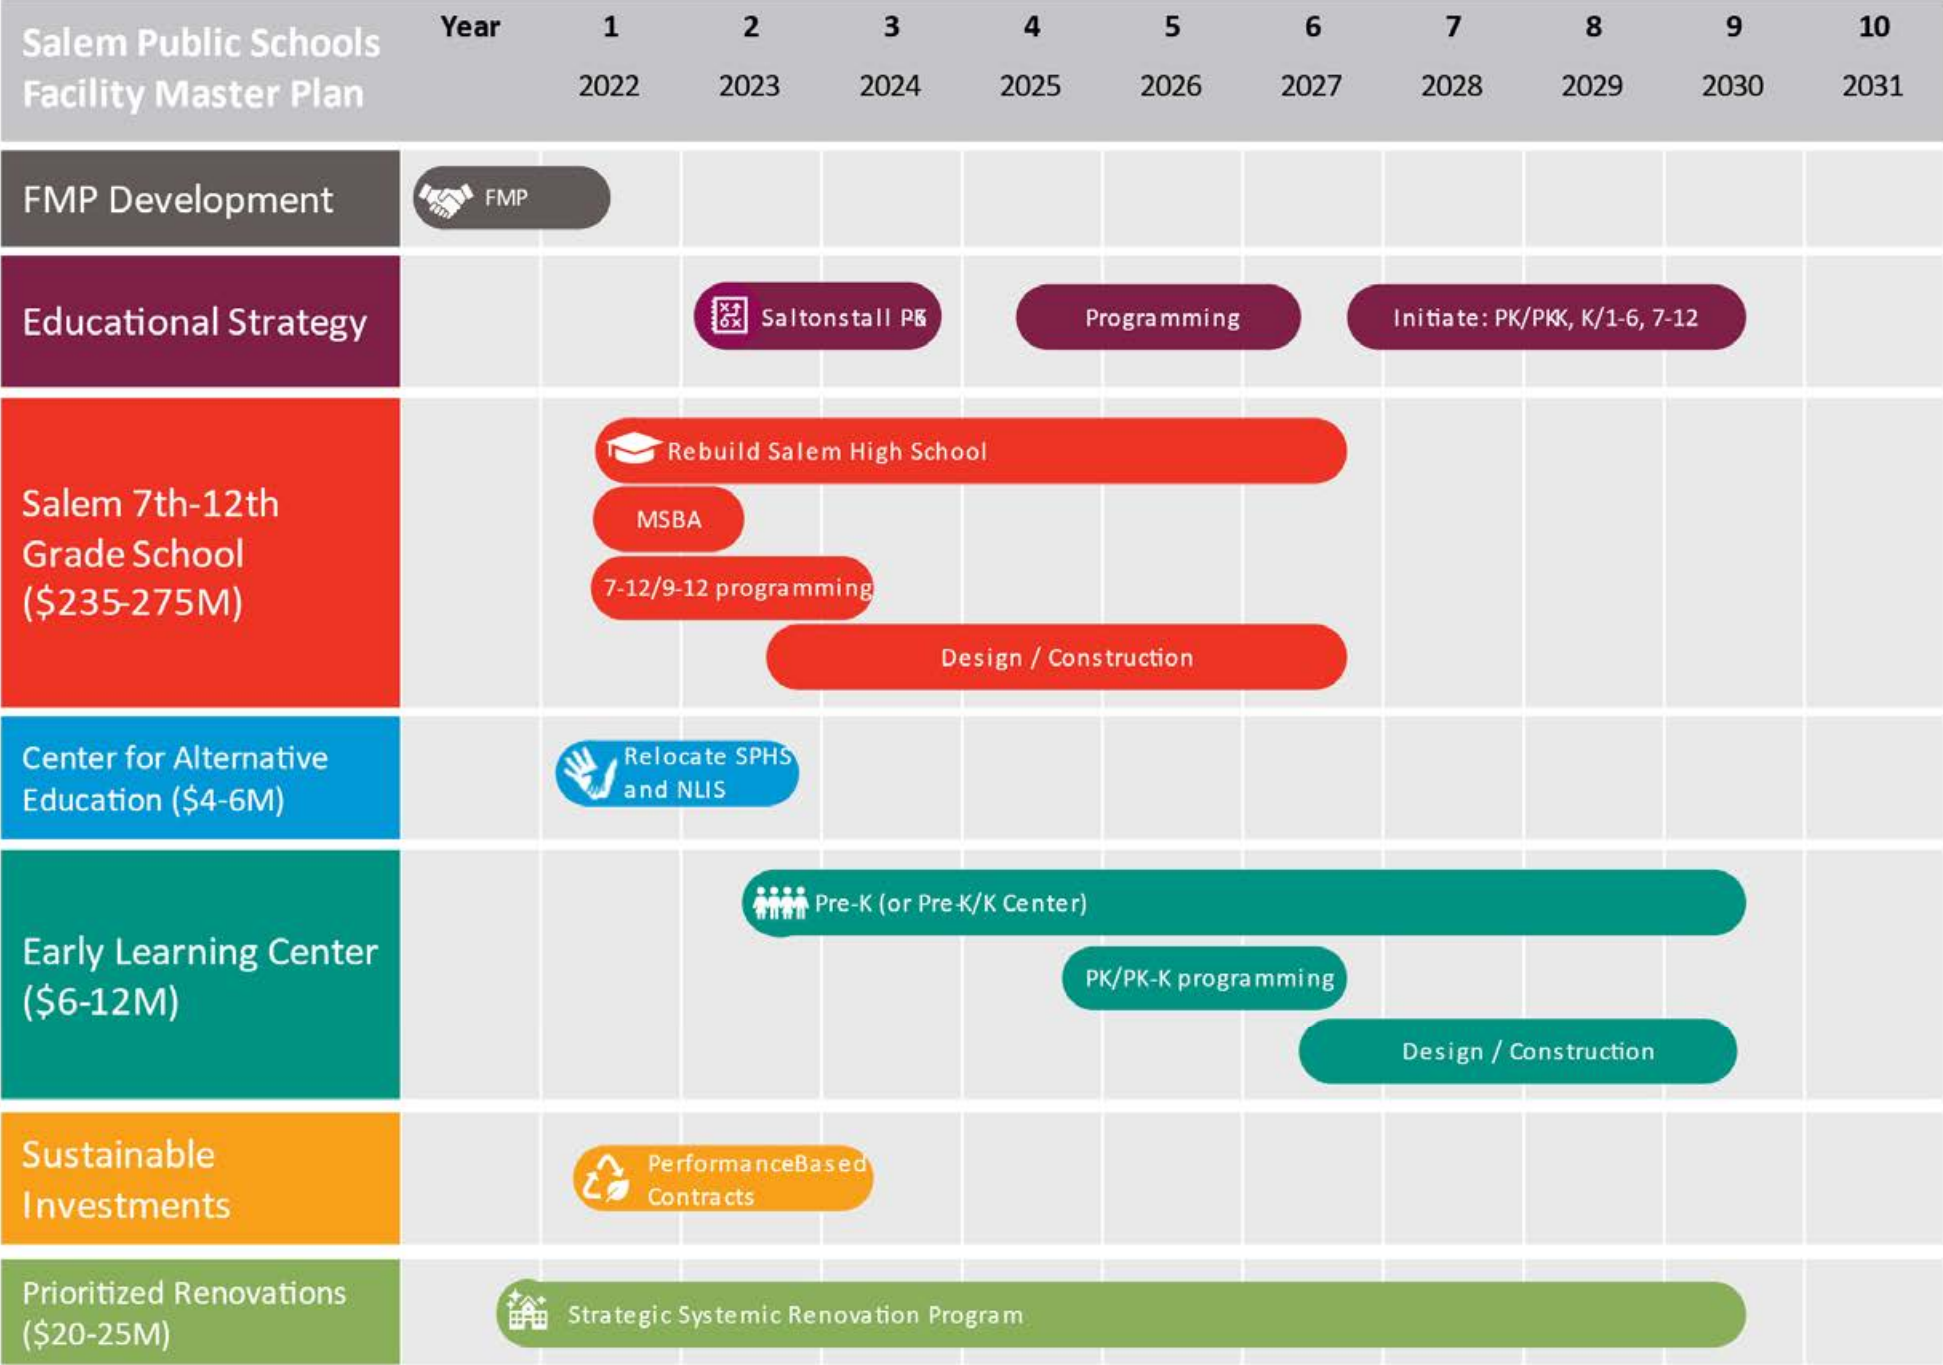 Salem Public Schools
Facility Master Plan
Year 1 2 3 4 5 6 7 8 9 10
2022 2023 2024 2025 2026 2027 2028 2029 2030 2031
FMP Development
FMP
Educational Strategy
Saltonstall
Programming
Initiate: PK/PKK, K/1-6, 7-12
Salem 7th-12th
Grade School
($235-275M)
Rebuild Salem High School
MSBA
7-12/9-12 programming
Design / Construction
Center for Alternative
Education ($4-6M)
Relocate SPHS
and NLIS
Early Learning Center
($6-12M)
Pre-K (or Pre-K/K Center)
PK/PK-K programming
Design / Construction
Sustainable
Investments
PerformanceBased
Contracts
Prioritized Renovations
($20-25M)
Strategic Systemic Renovation Program